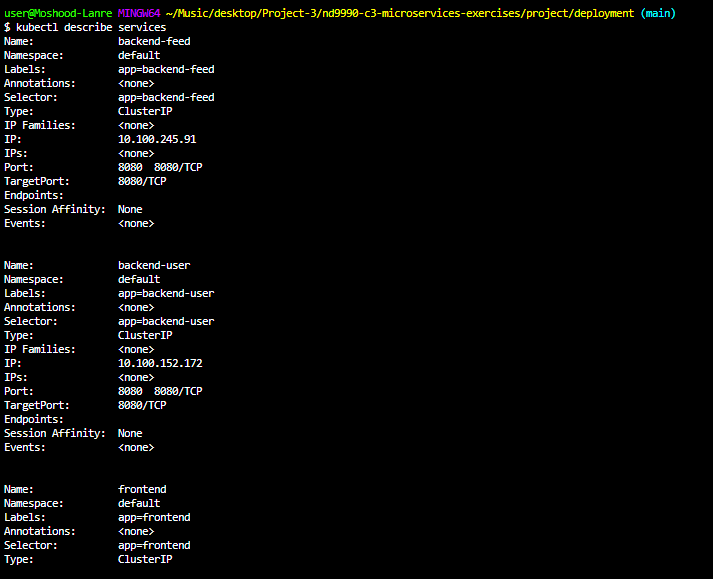 user@Moshood-Lanre MINGW64 ~/Music/desktop/Project-3/nd9990-c3-microservices-exercises/project/deployment (main)
$ kubectl describe services
Name:              backend-feed
Namespace:         default
Labels:            app=backend-feed
Annotations:       <none>
Selector:          app=backend-feed
Type:              ClusterIP
IP Families:       <none>
IP:                10.100.245.91
IPs:               <none>
Port:              8080  8080/TCP
TargetPort:        8080/TCP
Endpoints:
Session Affinity:  None
Events:            <none>

Name:              backend-user
Namespace:         default
Labels:            app=backend-user
Annotations:       <none>
Selector:          app=backend-user
Type:              ClusterIP
IP Families:       <none>
IP:                10.100.152.172
IPs:               <none>
Port:              8080  8080/TCP
TargetPort:        8080/TCP
Endpoints:
Session Affinity:  None
Events:            <none>

Name:              frontend
Namespace:         default
Labels:            app=frontend
Annotations:       <none>
Selector:          app=frontend
Type:              ClusterIP